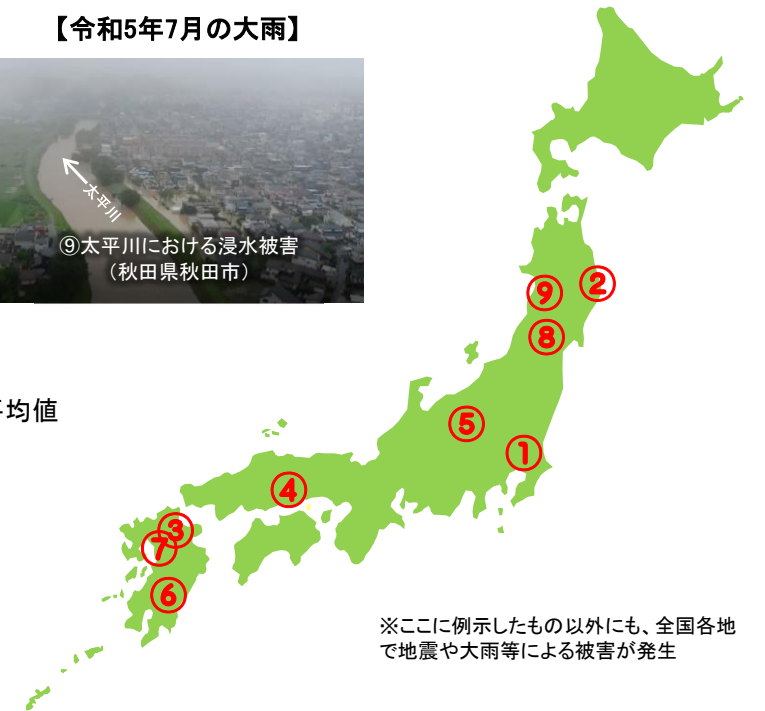 【令和5年7月の大雨】
太平川
⑨太平川における浸水被害
（秋田県秋田市）
②
⑨
⑧
均値
⑤
①
④
③
⑦
⑥
※ここに例示したもの以外にも、全国各地
で地震や大雨等による被害が発生